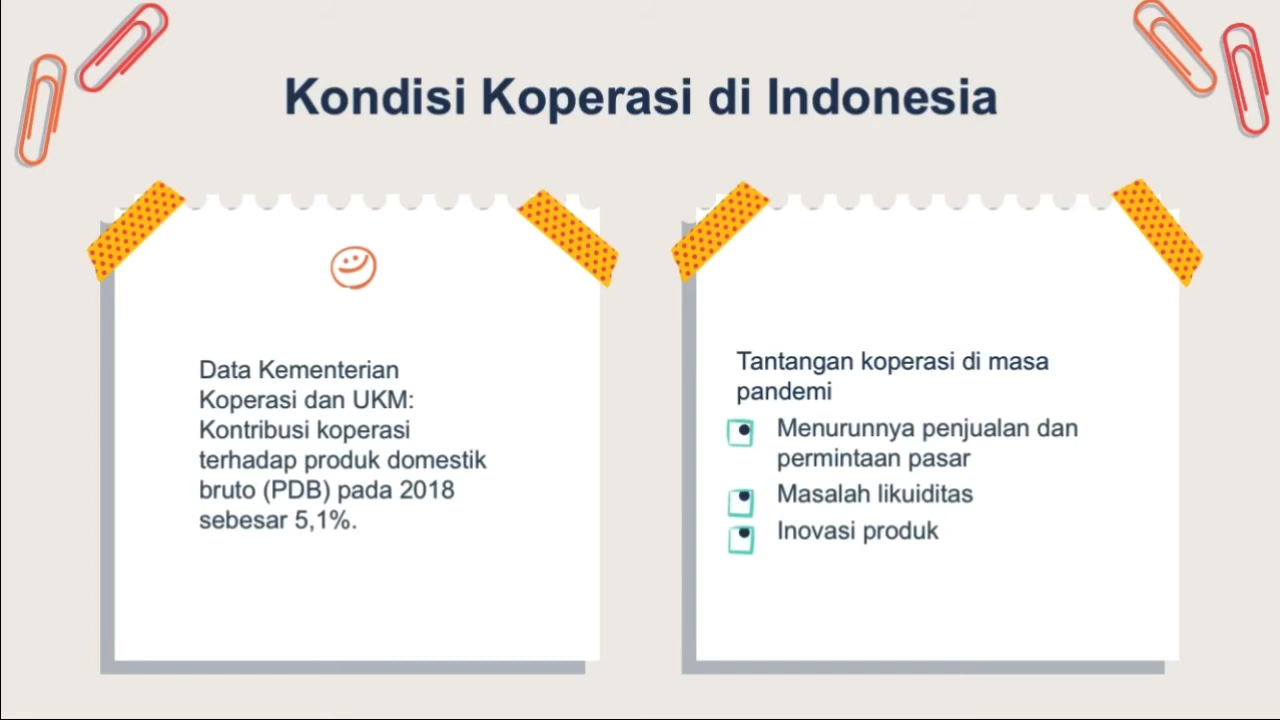 Kondisi Koperasi di Indonesia
Data Kementerian
Koperasi dan UKM:
Kontribusi koperasi
terhadap produk domestik
bruto (PDB) pada 2018
sebesar 5,1%.
Tantangan koperasi di masa
pandemi
Menurunnya penjualan dan
permintaan pasar
Masalah likuiditas
Inovasi produk